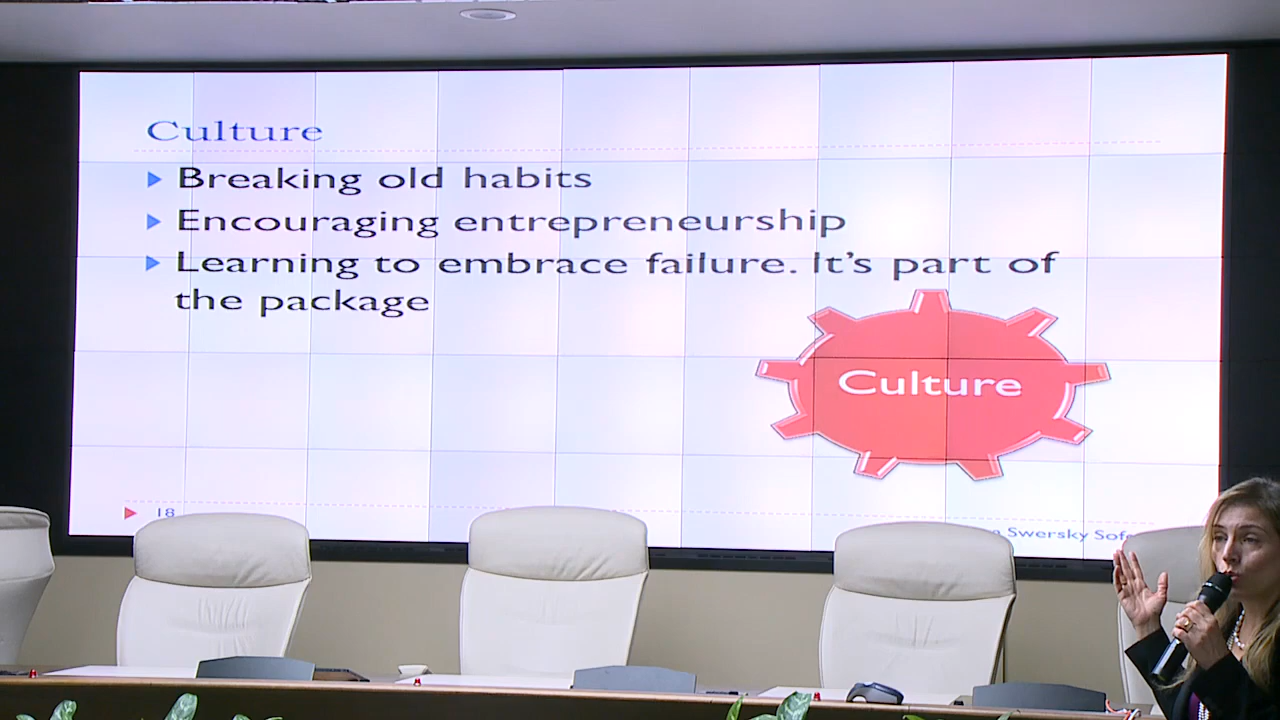 Culture
Breaking old habits
Encouraging entrepreneurship
Learning to embrace failure. It's part of
the package
Culture
18
Swersky